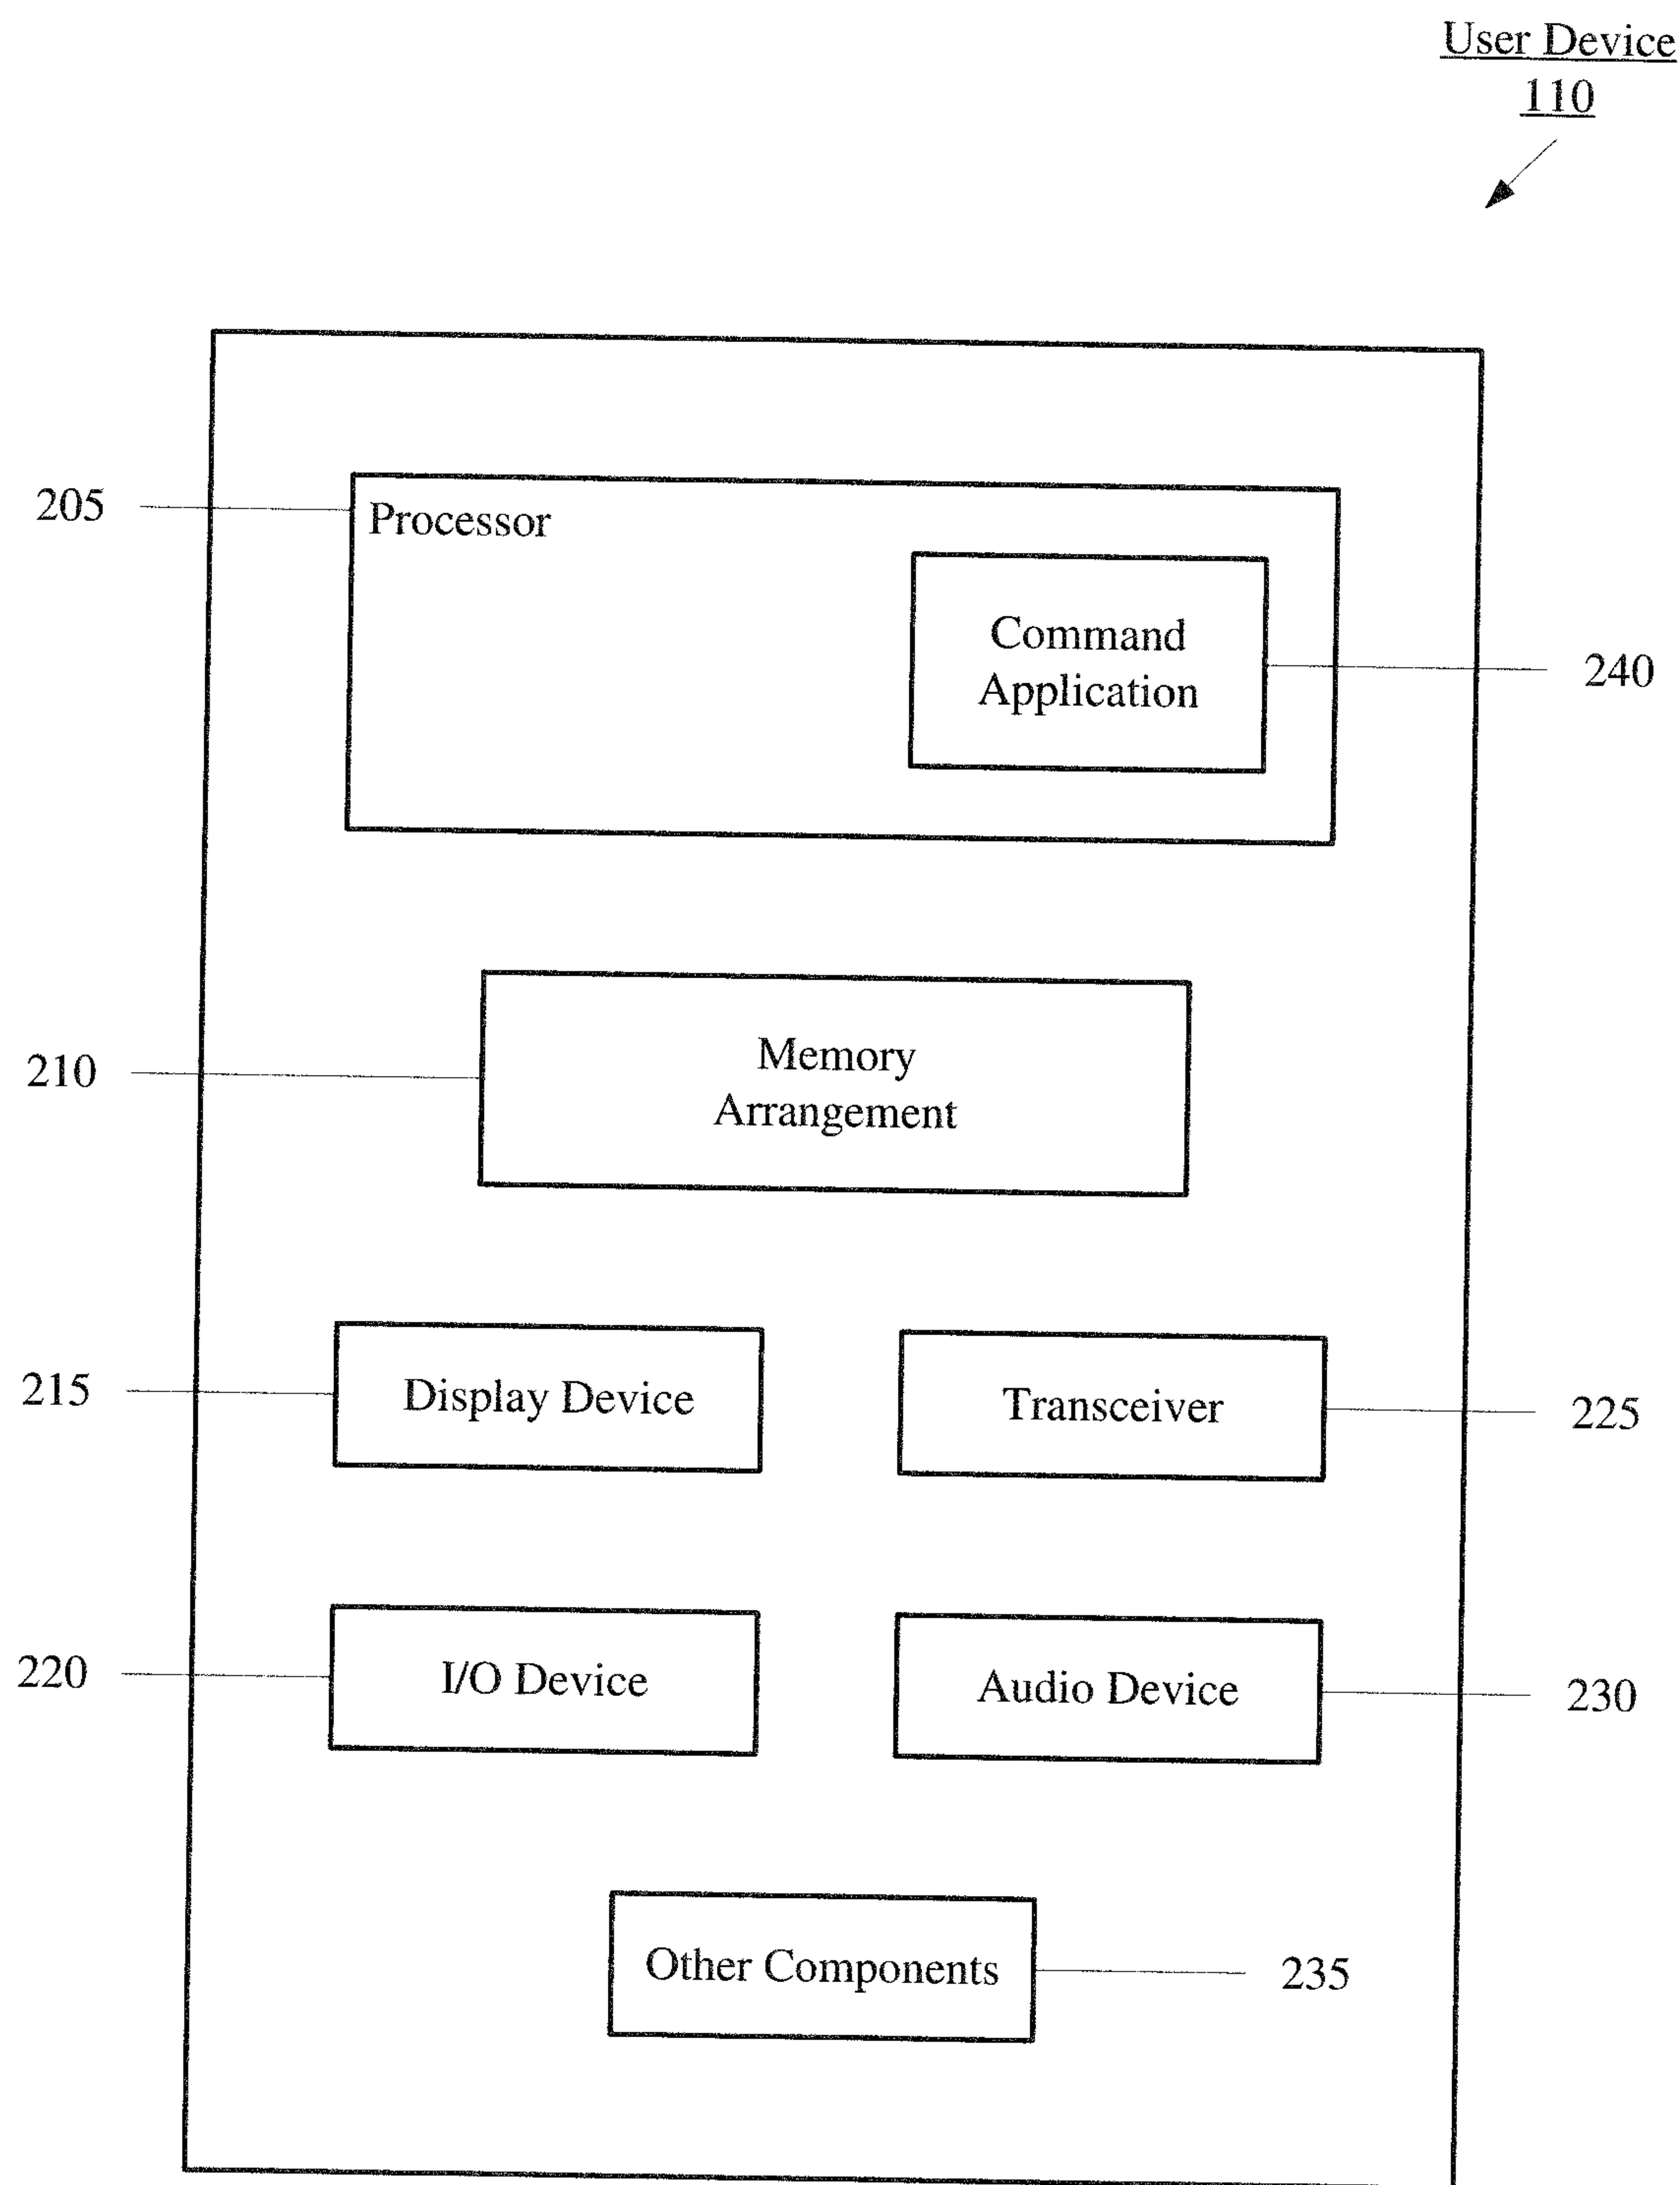 User Device
110
205
Processor
Command
Application
240
210
Memory
Arrangement
215
Display Device
Transceiver
225
220
I/O Device
Audio Device
230
Other Components
235